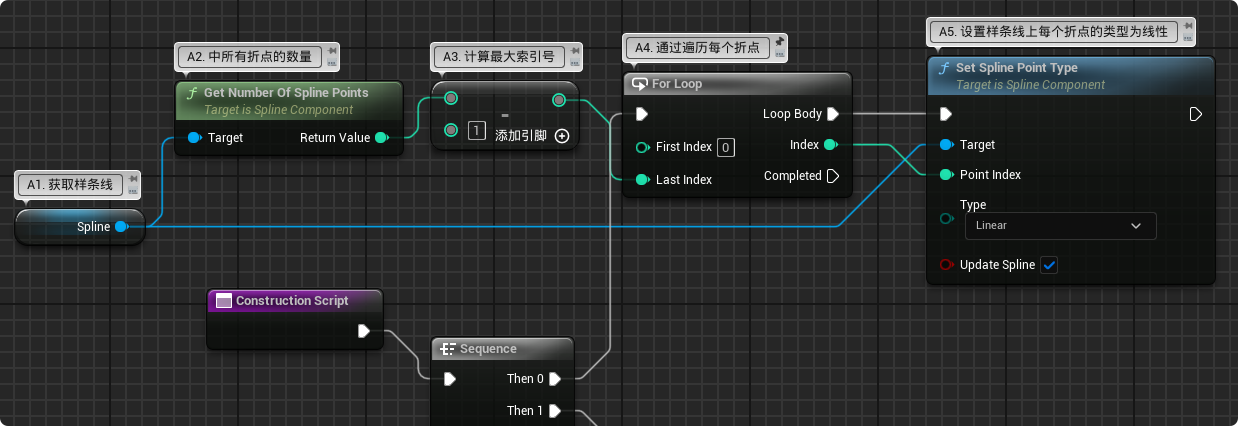 A1. 获取样条线
Spline
A2. 中所有折点的数量
Get Number Of Spline Points
Target is Spline Component
Target
Return Value
A3. 计算最大索引号
-
1
添加引脚
A4. 通过遍历每个折点
For Loop
Loop Body
First Index
0
Index
Last Index
Completed
A5. 设置样条线上每个折点的类型为线性
Set Spline Point Type
Target is Spline Component
Target
Point Index
Type
Linear
Update Spline
Construction Script
Sequence
Then 0
Then 1